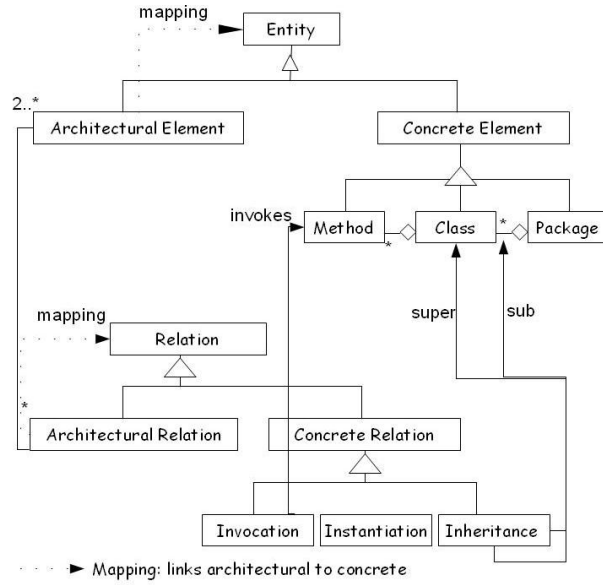 mapping
Entity
2..*
Architectural Element
Concrete Element
invokes
Method
*
Class
*
Package
super
sub
mapping
Relation
*
Architectural Relation
Concrete Relation
Invocation
Instantiation
Inheritance
Mapping: links architectural to concrete